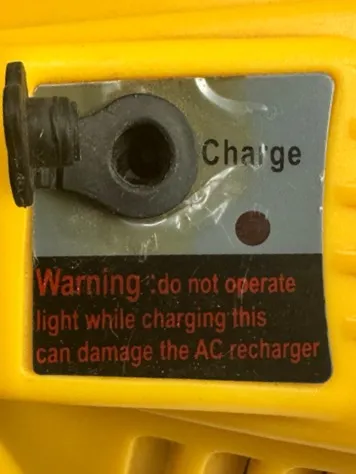 Charge
Warning :do not operate
light while charging this
can damage the AC recharger